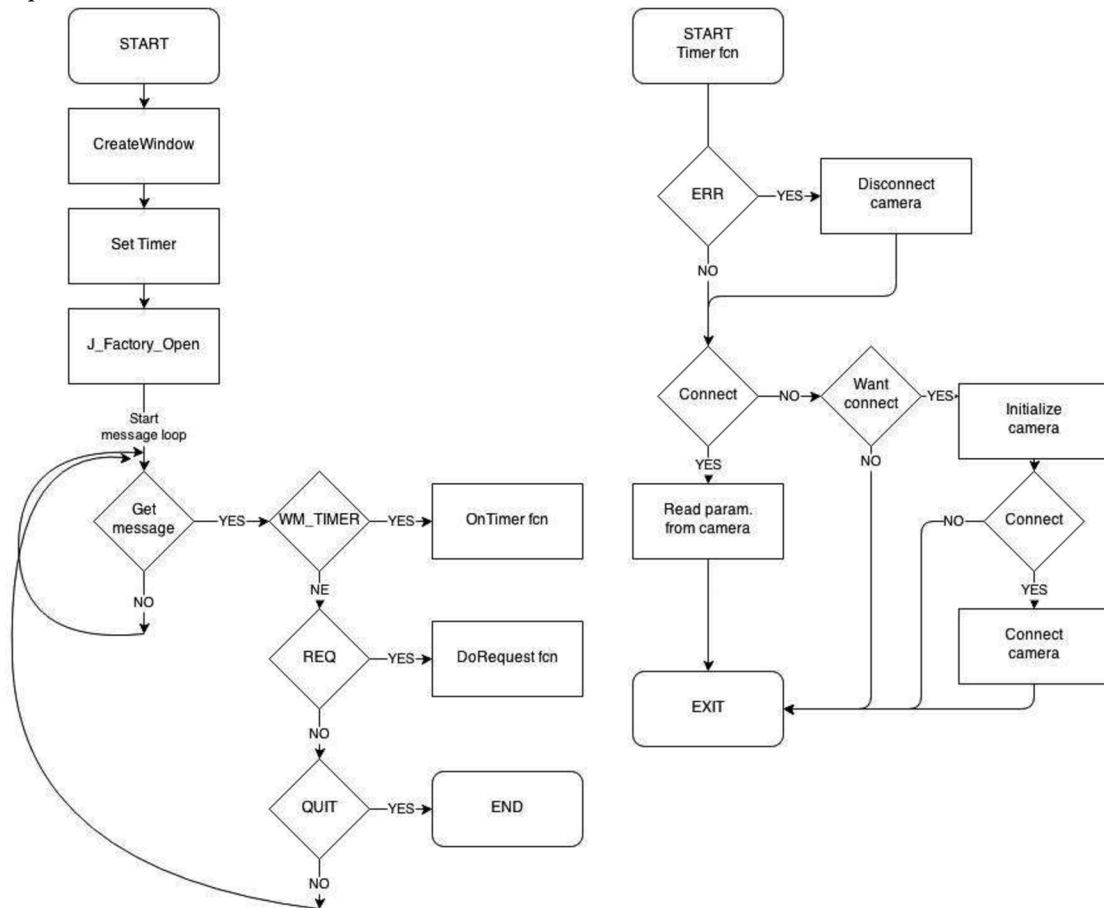 START
CreateWindow
Set Timer
J_Factory_Open
Start
message loop
Get
message
YES
WM_TIMER
YES
OnTimer fcn
NO
NE
REQ
YES
DoRequest fcn
NO
QUIT
YES
END
NO
START
Timer fcn
ERR
YES
Disconnect
camera
NO
Connect
NO
Want
connect
YES
Initialize
camera
YES
NO
Read param.
from camera
NO
Connect
YES
Connect
camera
EXIT